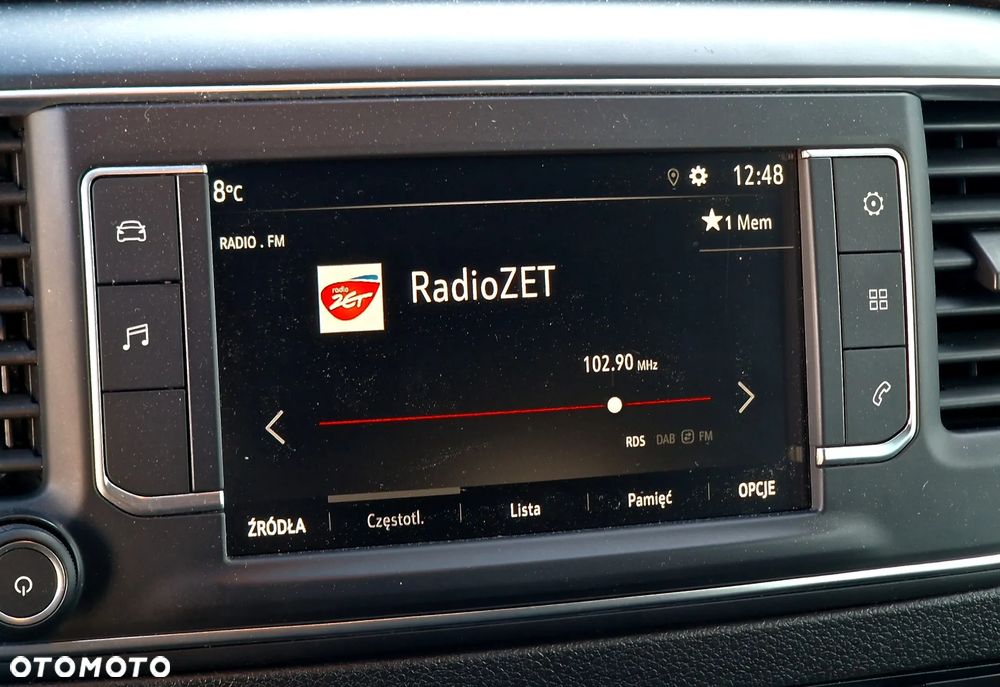 8°C
12:48
RADIO . FM
1 Mem
radio
ZET
RadioZET
102.90 MHz
RDS DAB FM
ŹRÓDŁA Częstotl. Lista Pamięć OPCJE
OTOMOTO